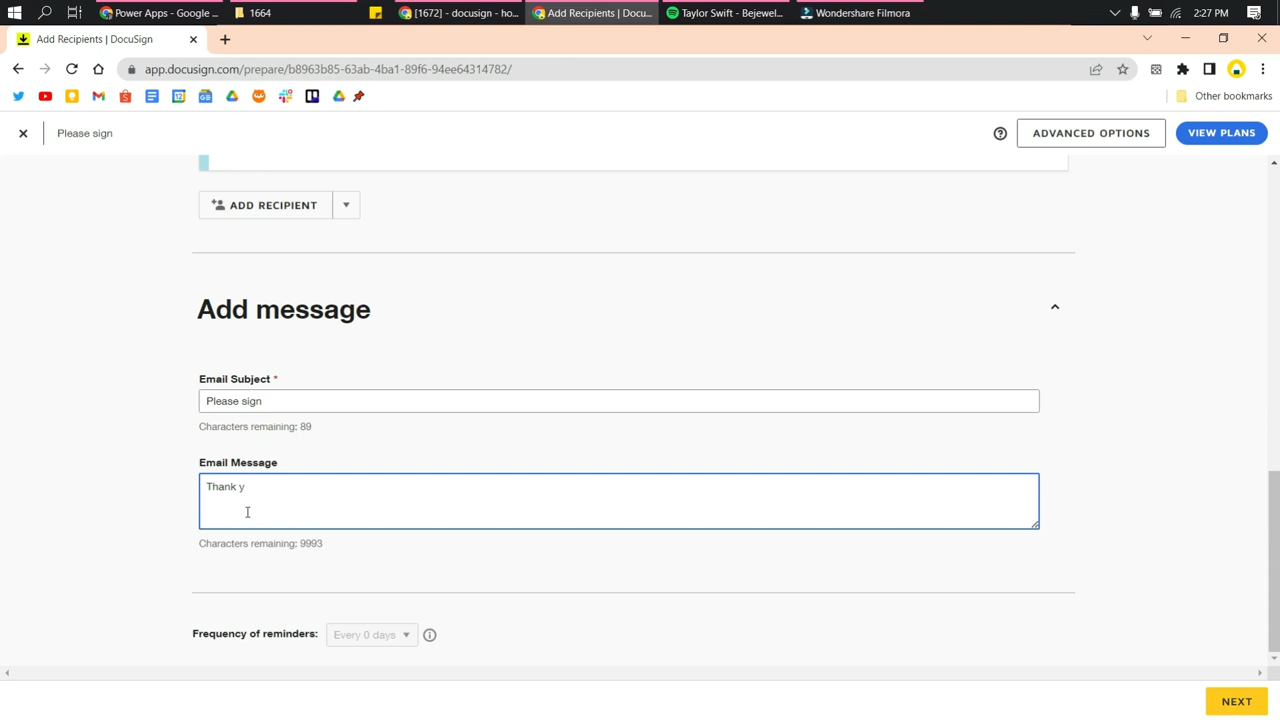 Power Apps - Google ...
1664
[1672] - docusign - ho...
Add Recipients | Docu...
Taylor Swift - Bejewel...
Wondershare Filmora
2:27 PM
Add Recipients | DocuSign
app.docusign.com/prepare/b8963b85-63ab-4ba1-89f6-94ee64314782/
Other bookmarks
Please sign
ADVANCED OPTIONS
VIEW PLANS
ADD RECIPIENT
Add message
Email Subject *
Please sign
Characters remaining: 89
Email Message
Thank y
Characters remaining: 9993
Frequency of reminders:
Every 0 days
NEXT